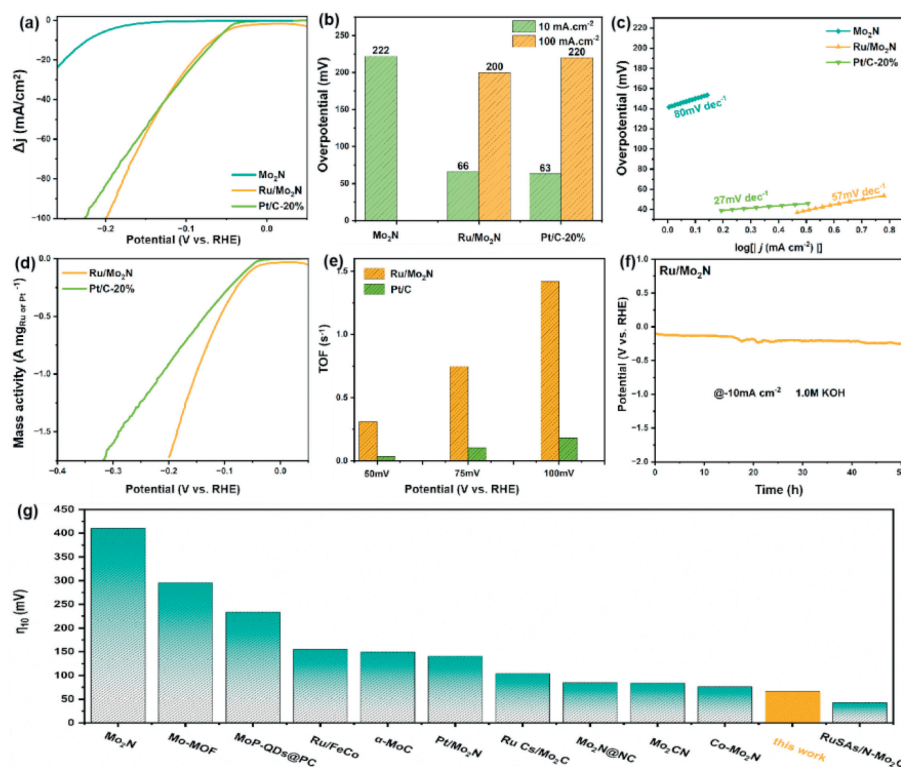 (a)
0
−20
−40
−60
−80
−100
Δj (mA/cm²)
Mo₂N
Ru/Mo₂N
Pt/C-20%
−0.2
−0.1
0.0
Potential (V vs. RHE)
(b)
10 mA.cm⁻²
100 mA.cm⁻²
250
200
150
100
50
0
Overpotential (mV)
222
66
200
63
220
Mo₂N
Ru/Mo₂N
Pt/C-20%
(c)
Mo₂N
Ru/Mo₂N
Pt/C-20%
220
200
180
160
140
120
100
80
60
40
Overpotential (mV)
80mV dec⁻¹
27mV dec⁻¹
57mV dec⁻¹
0.0 0.1 0.2 0.3 0.4 0.5 0.6 0.7 0.8
log[| j (mA cm⁻²) |]
(d)
Ru/Mo₂N
Pt/C-20%
0.0
−0.5
−1.0
−1.5
Mass activity (A mg Ru or Pt ⁻¹)
−0.4 −0.3 −0.2 −0.1 0.0
Potential (V vs. RHE)
(e)
Ru/Mo₂N
Pt/C
1.5
1.0
0.5
0.0
TOF (s⁻¹)
50mV 75mV 100mV
Potential (V vs. RHE)
(f)
Ru/Mo₂N
0.5
0.0
−0.5
−1.0
−1.5
−2.0
Potential (V vs. RHE)
@-10mA cm⁻² 1.0M KOH
0 10 20 30 40 50
Time (h)
(g)
450
400
350
300
250
200
150
100
50
0
η₁₀ (mV)
Mo₂N
Mo-MOF
MoP-QDs@PC
Ru/FeCo
α-MoC
Pt/Mo₂N
Ru Cs/Mo₂C
Mo₂N@NC
Mo₂CN
Co-Mo₂N
this work
RuSAs/N-Mo₂C